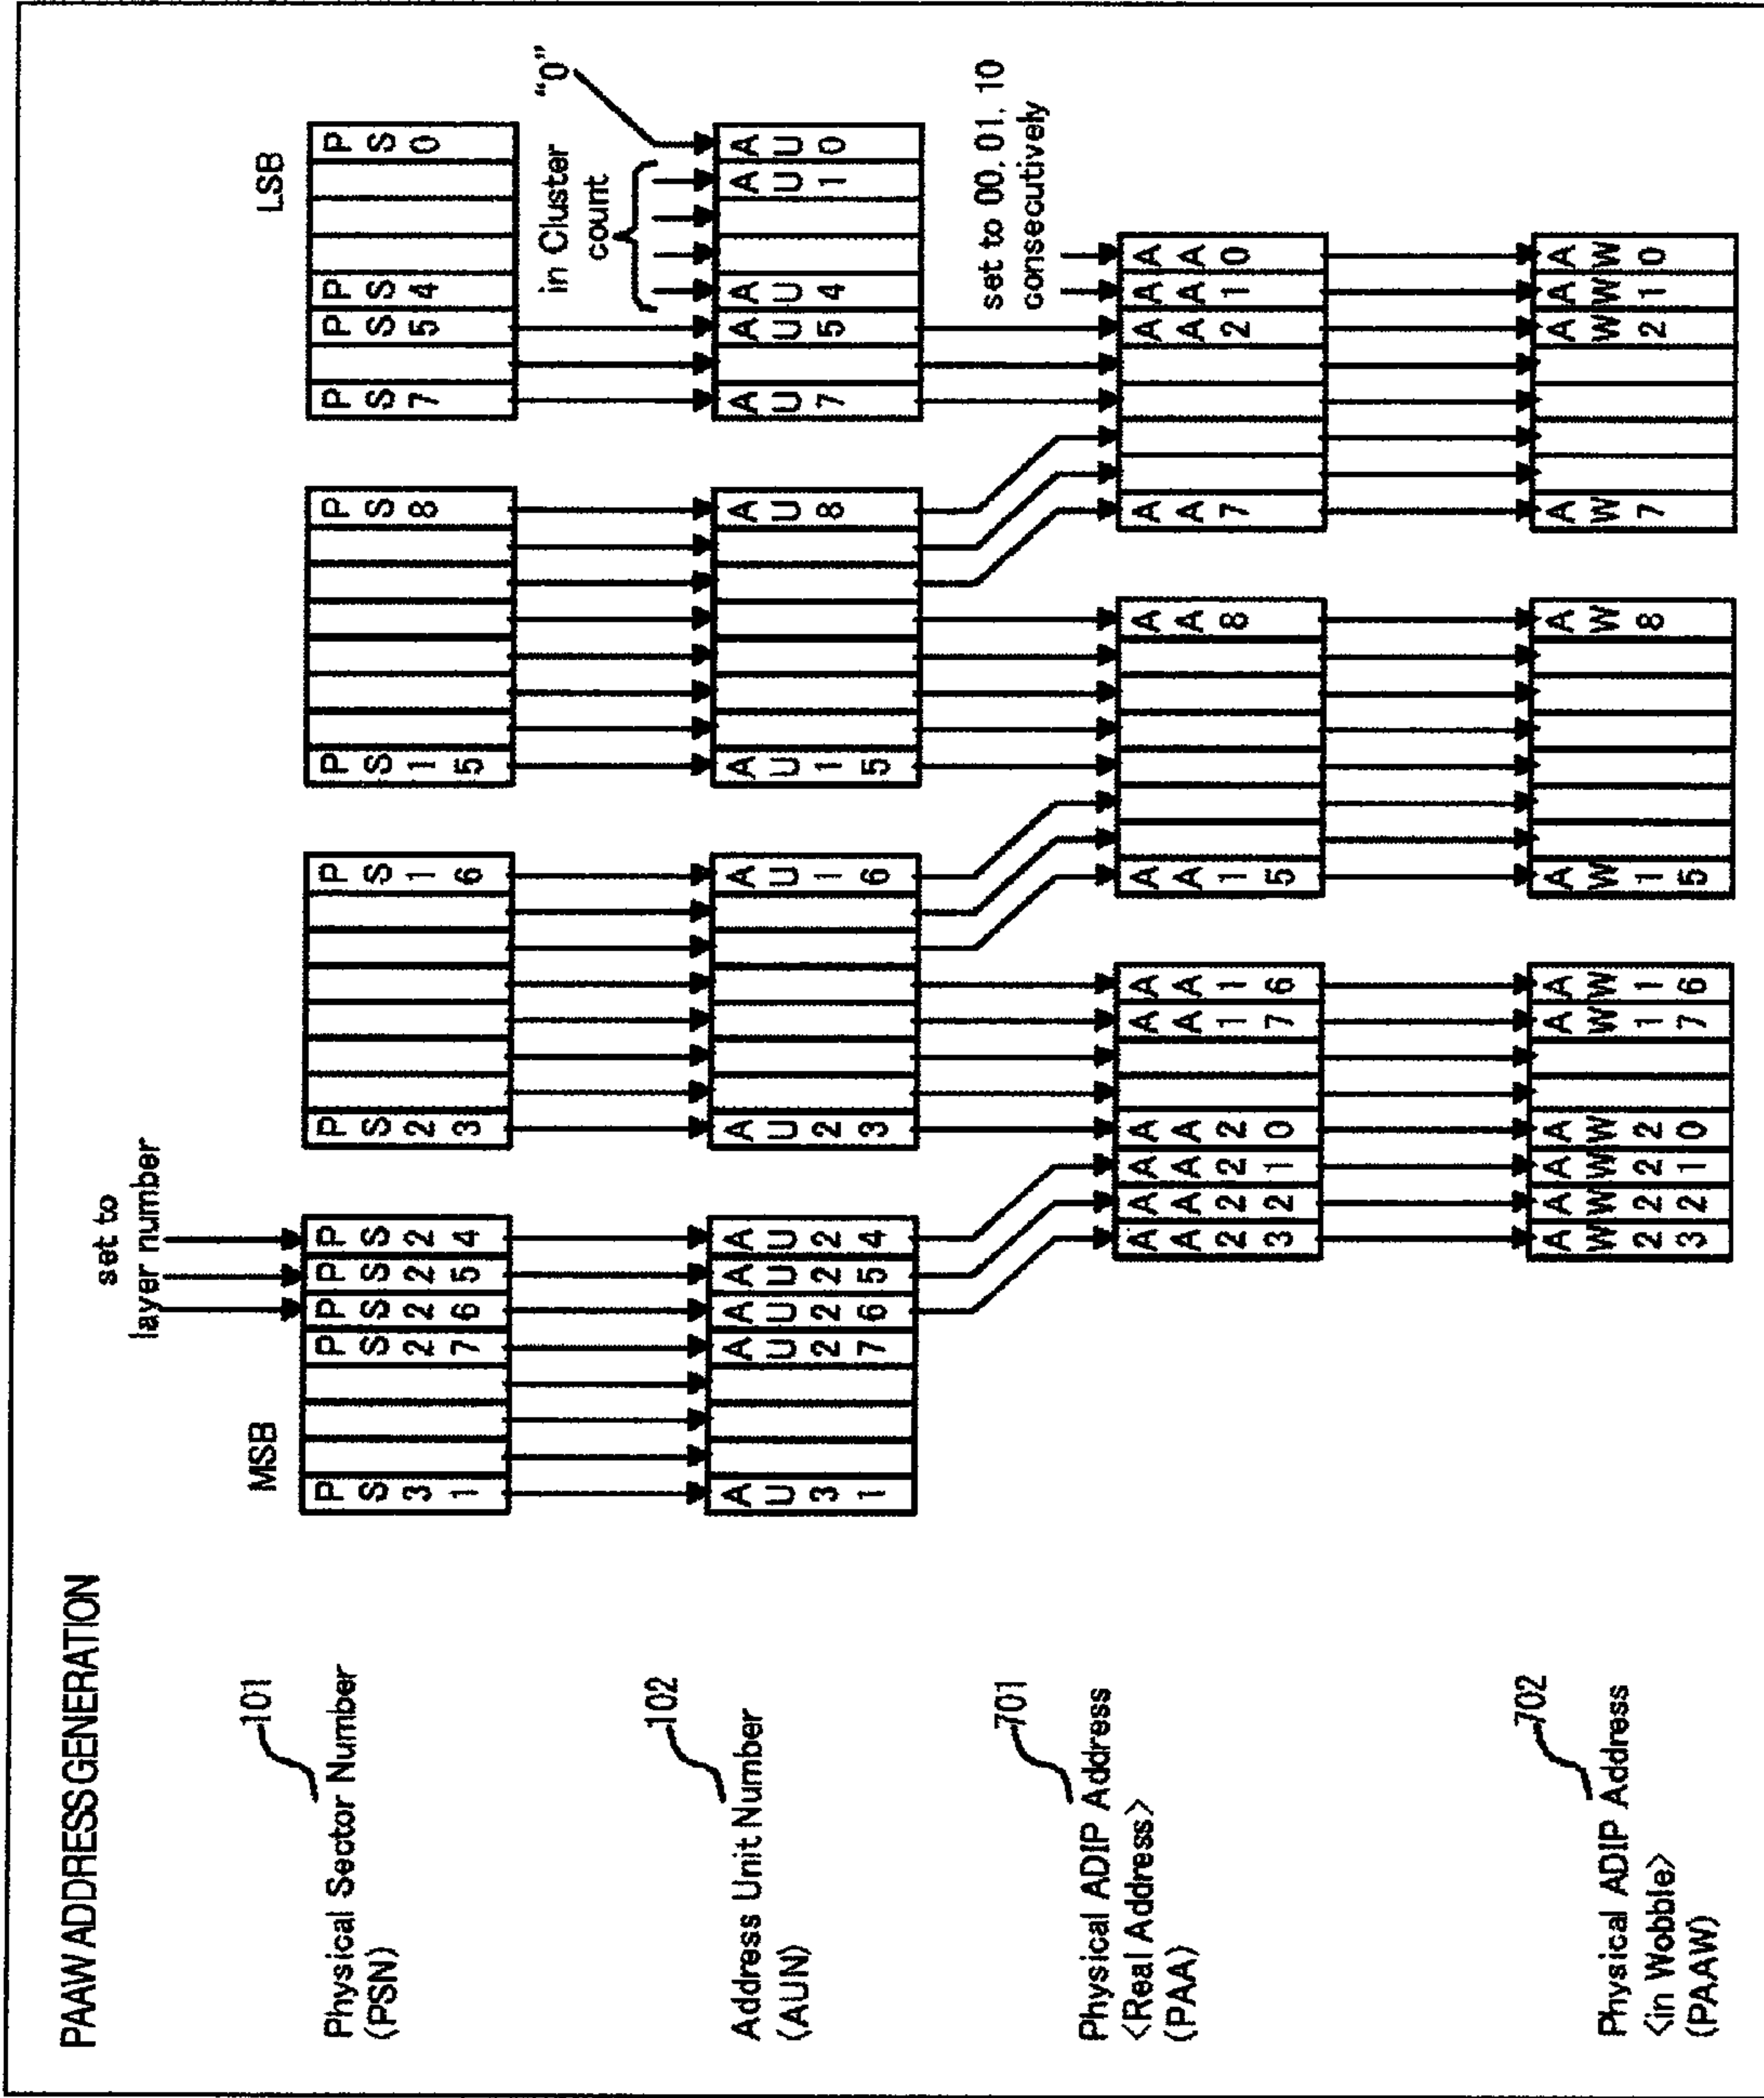 PAAW ADDRESS GENERATION
set to
layer number
MSB
LSB
101
Physical Sector Number
(PSN)
PS31 PS27 PS26 PS25 PS24
PS23 PS16
PS15 PS8
PS7 PS5 PS4 PS0
in Cluster
count
"0"
102
Address Unit Number
(AUN)
AU31 AU27 AU26 AU25 AU24
AU23 AU16
AU15 AU8
AU7 AU5 AU4 AU1 AU0
set to 00, 01, 10
consecutively
701
Physical ADIP Address
<Real Address>
(PAA)
AA23 AA22 AA21 AA20 AA17 AA16
AA15 AA8
AA7 AA2 AA1 AA0
702
Physical ADIP Address
<in Wobble>
(PAAW)
AW23 AW22 AW21 AW20 AW17 AW16
AW15 AW8
AW7 AW2 AW1 AW0